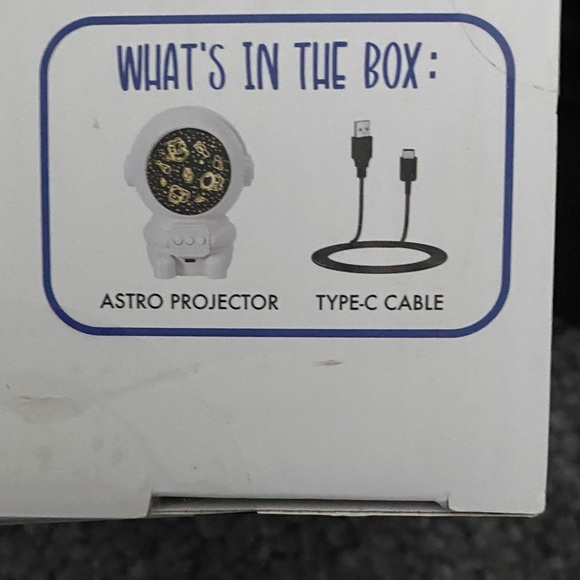 WHAT'S IN THE BOX:
ASTRO PROJECTOR
TYPE-C CABLE